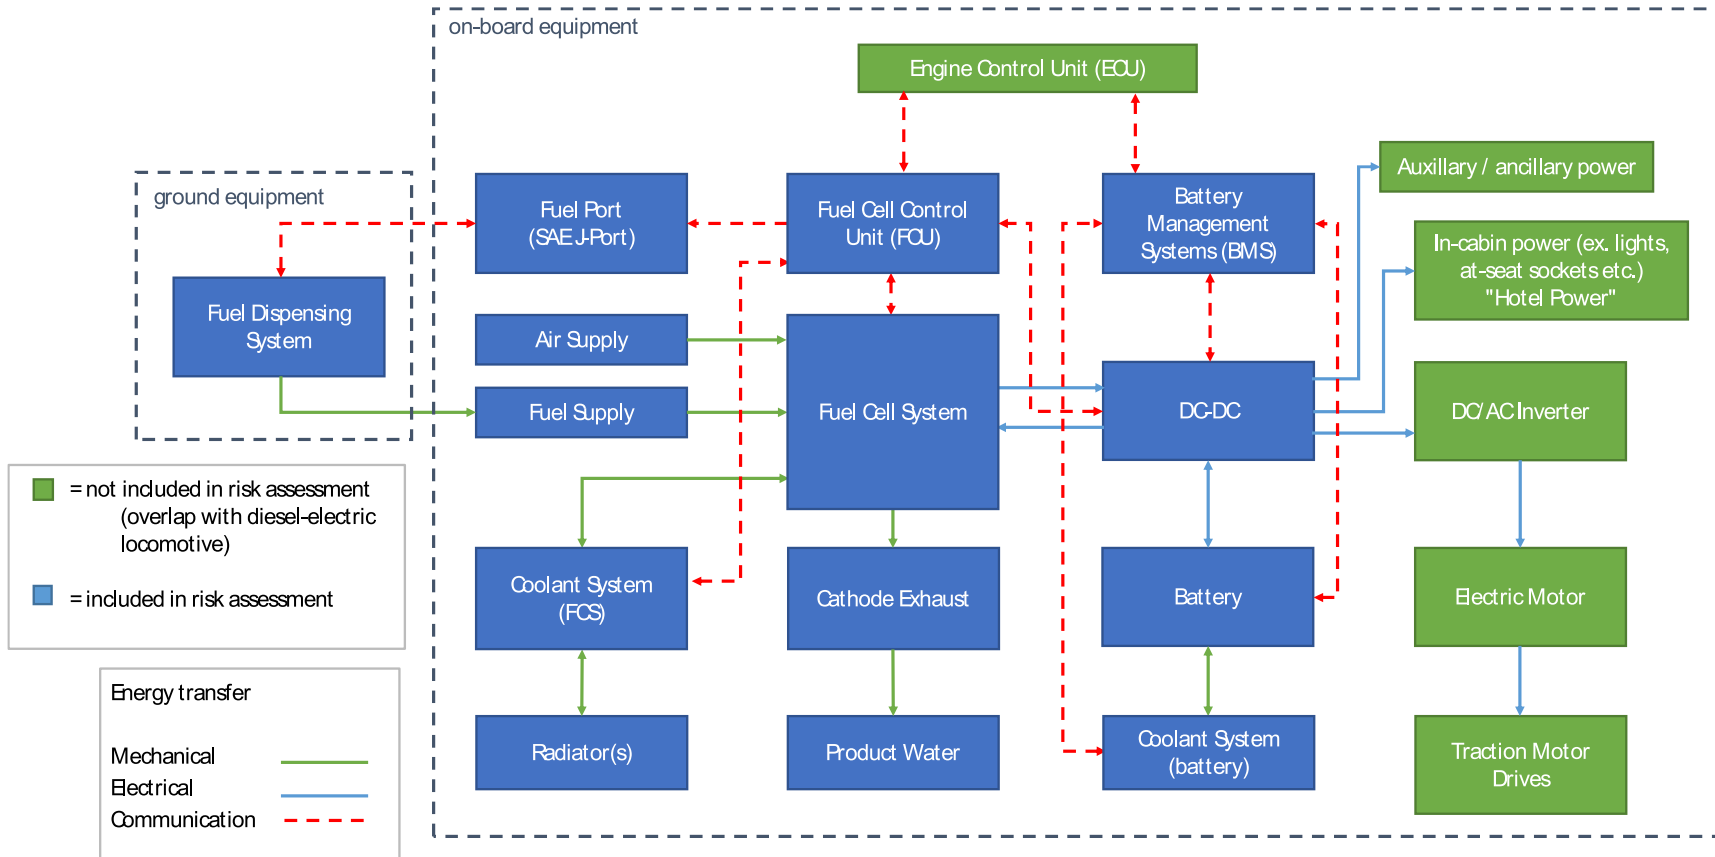 on-board equipment
Engine Control Unit (ECU)
Auxillary / ancillary power
ground equipment
Fuel Port
(SAE J-Port)
Fuel Cell Control
Unit (FCU)
Battery
Management
Systems (BMS)
In-cabin power (ex. lights,
at-seat sockets etc.)
"Hotel Power"
Fuel Dispensing
System
Air Supply
Fuel Supply
Fuel Cell System
DC-DC
DC/AC Inverter
= not included in risk assessment
(overlap with diesel-electric
locomotive)
= included in risk assessment
Coolant System
(FCS)
Cathode Exhaust
Battery
Electric Motor
Energy transfer
Mechanical
Electrical
Communication
Radiator(s)
Product Water
Coolant System
(battery)
Traction Motor
Drives